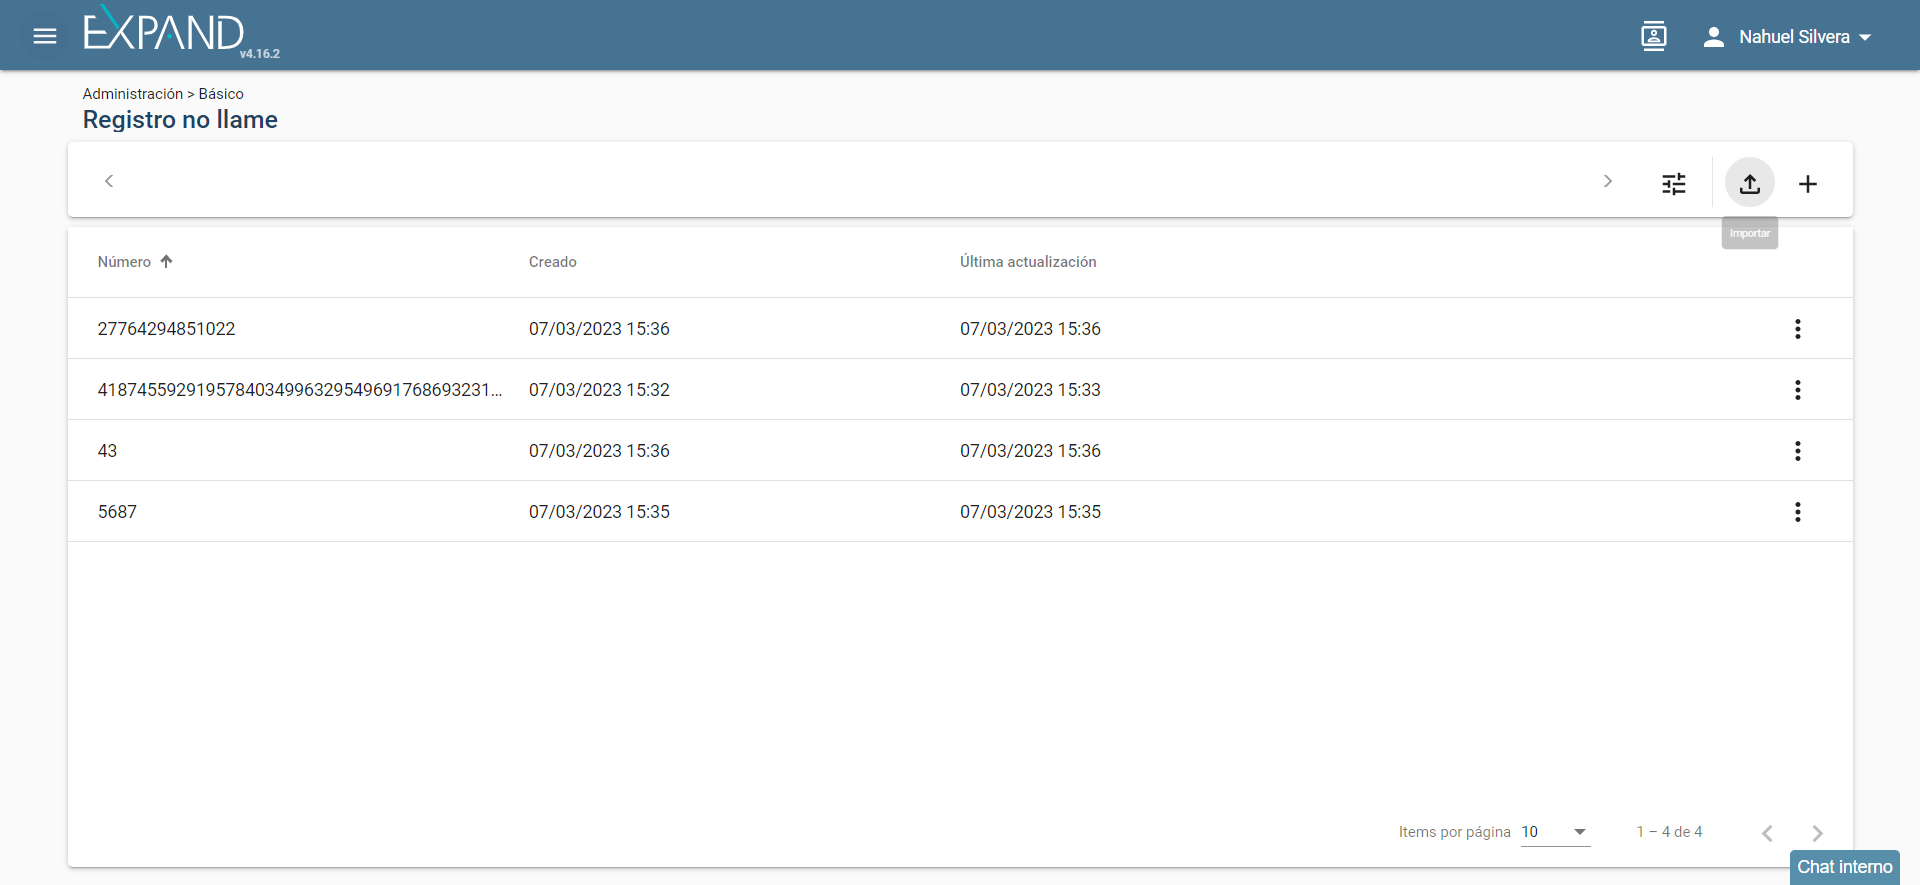 EXPAND
v4.16.2
Nahuel Silvera
Administración > Básico
Registro no llame
Importar
Número Creado Última actualización
27764294851022 07/03/2023 15:36 07/03/2023 15:36
41874559291957840349963295496917686932​31... 07/03/2023 15:32 07/03/2023 15:33
43 07/03/2023 15:36 07/03/2023 15:36
5687 07/03/2023 15:35 07/03/2023 15:35
Items por página 10 1 – 4 de 4
Chat interno